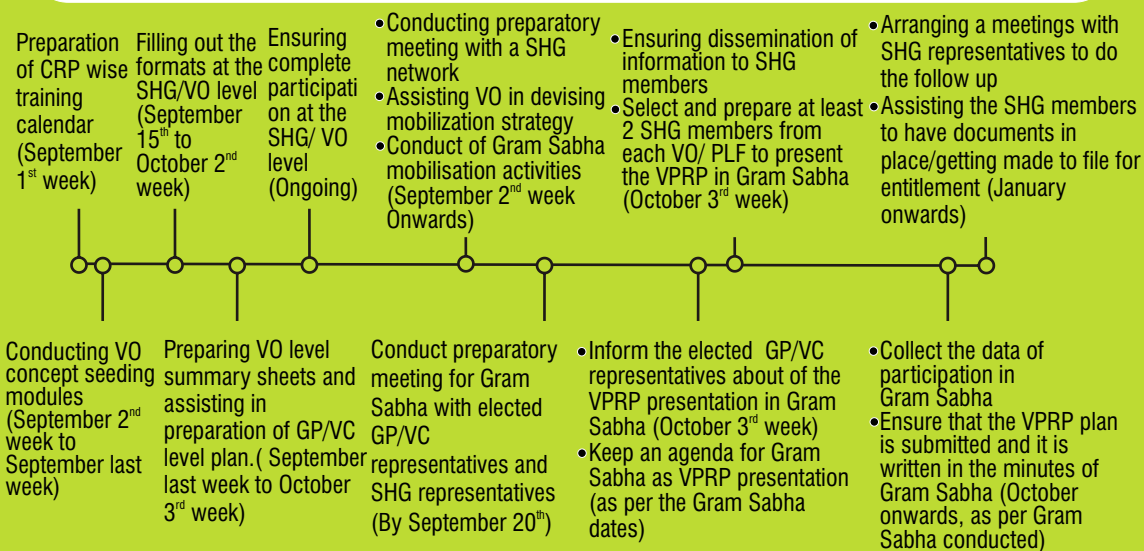 Preparation
of CRP wise
training
calendar
(September
1st week)
Filling out the
formats at the
SHG/VO level
(September
15th to
October 2nd
week)
Ensuring
complete
participati
on at the
SHG/ VO
level
(Ongoing)
•Conducting preparatory
meeting with a SHG
network
•Assisting VO in devising
mobilization strategy
•Conduct of Gram Sabha
mobilisation activities
(September 2nd week
Onwards)
•Ensuring dissemination of
information to SHG
members
•Select and prepare at least
2 SHG members from
each VO/ PLF to present
the VPRP in Gram Sabha
(October 3rd week)
•Arranging a meetings with
SHG representatives to do
the follow up
•Assisting the SHG members
to have documents in
place/getting made to file for
entitlement (January
onwards)
Conducting VO
concept seeding
modules
(September 2nd
week to
September last
week)
Preparing VO level
summary sheets and
assisting in
preparation of GP/VC
level plan.( September
last week to October
3rd week)
Conduct preparatory
meeting for Gram
Sabha with elected
GP/VC
representatives and
SHG representatives
(By September 20th)
•Inform the elected GP/VC
representatives about of the
VPRP presentation in Gram
Sabha (October 3rd week)
•Keep an agenda for Gram
Sabha as VPRP presentation
(as per the Gram Sabha
dates)
•Collect the data of
participation in
Gram Sabha
•Ensure that the VPRP plan
is submitted and it is
written in the minutes of
Gram Sabha (October
onwards, as per Gram
Sabha conducted)